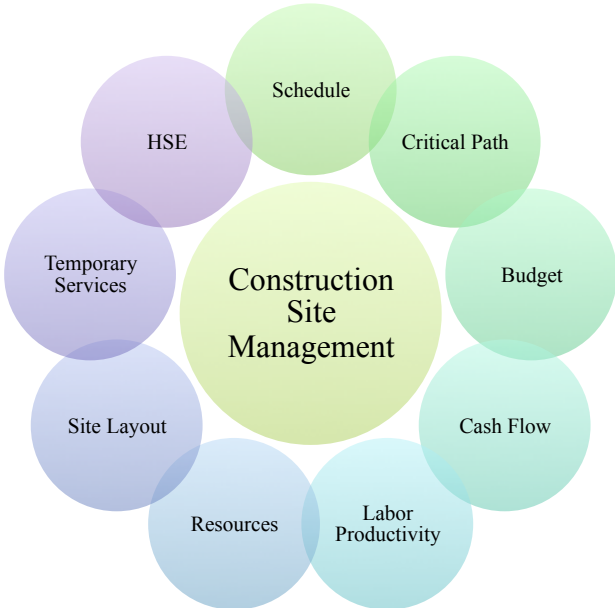 Schedule
Critical Path
Budget
Cash Flow
Labor
Productivity
Resources
Site Layout
Temporary
Services
HSE
Construction
Site
Management